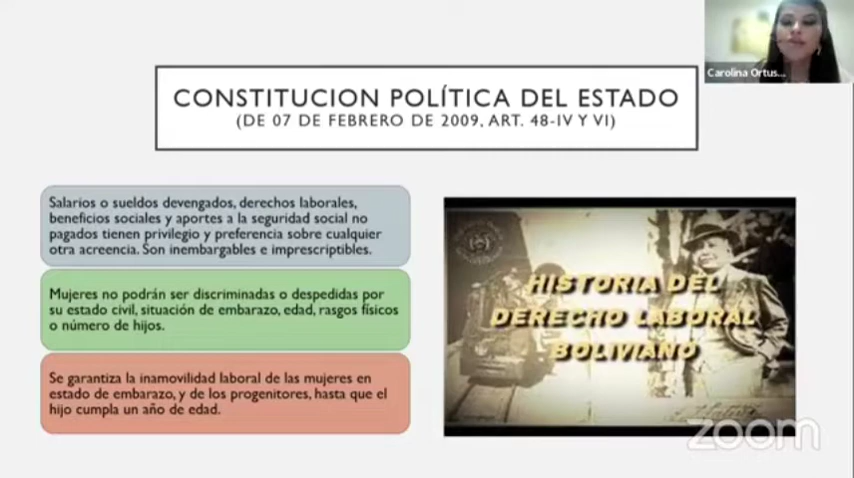 CONSTITUCION POLÍTICA DEL ESTADO
(DE 07 DE FEBRERO DE 2009, ART. 48-IV Y VI)
Carolina Ortus...
Salarios o sueldos devengados, derechos laborales,
beneficios sociales y aportes a la seguridad social no
pagados tienen privilegio y preferencia sobre cualquier
otra acreencia. Son inembargables e imprescriptibles.
Mujeres no podrán ser discriminadas o despedidas por
su estado civil, situación de embarazo, edad, rasgos físicos
o número de hijos.
Se garantiza la inamovilidad laboral de las mujeres en
estado de embarazo, y de los progenitores, hasta que el
hijo cumpla un año de edad.
HISTORIA DEL
DERECHO LABORAL
BOLIVIANO
zoom